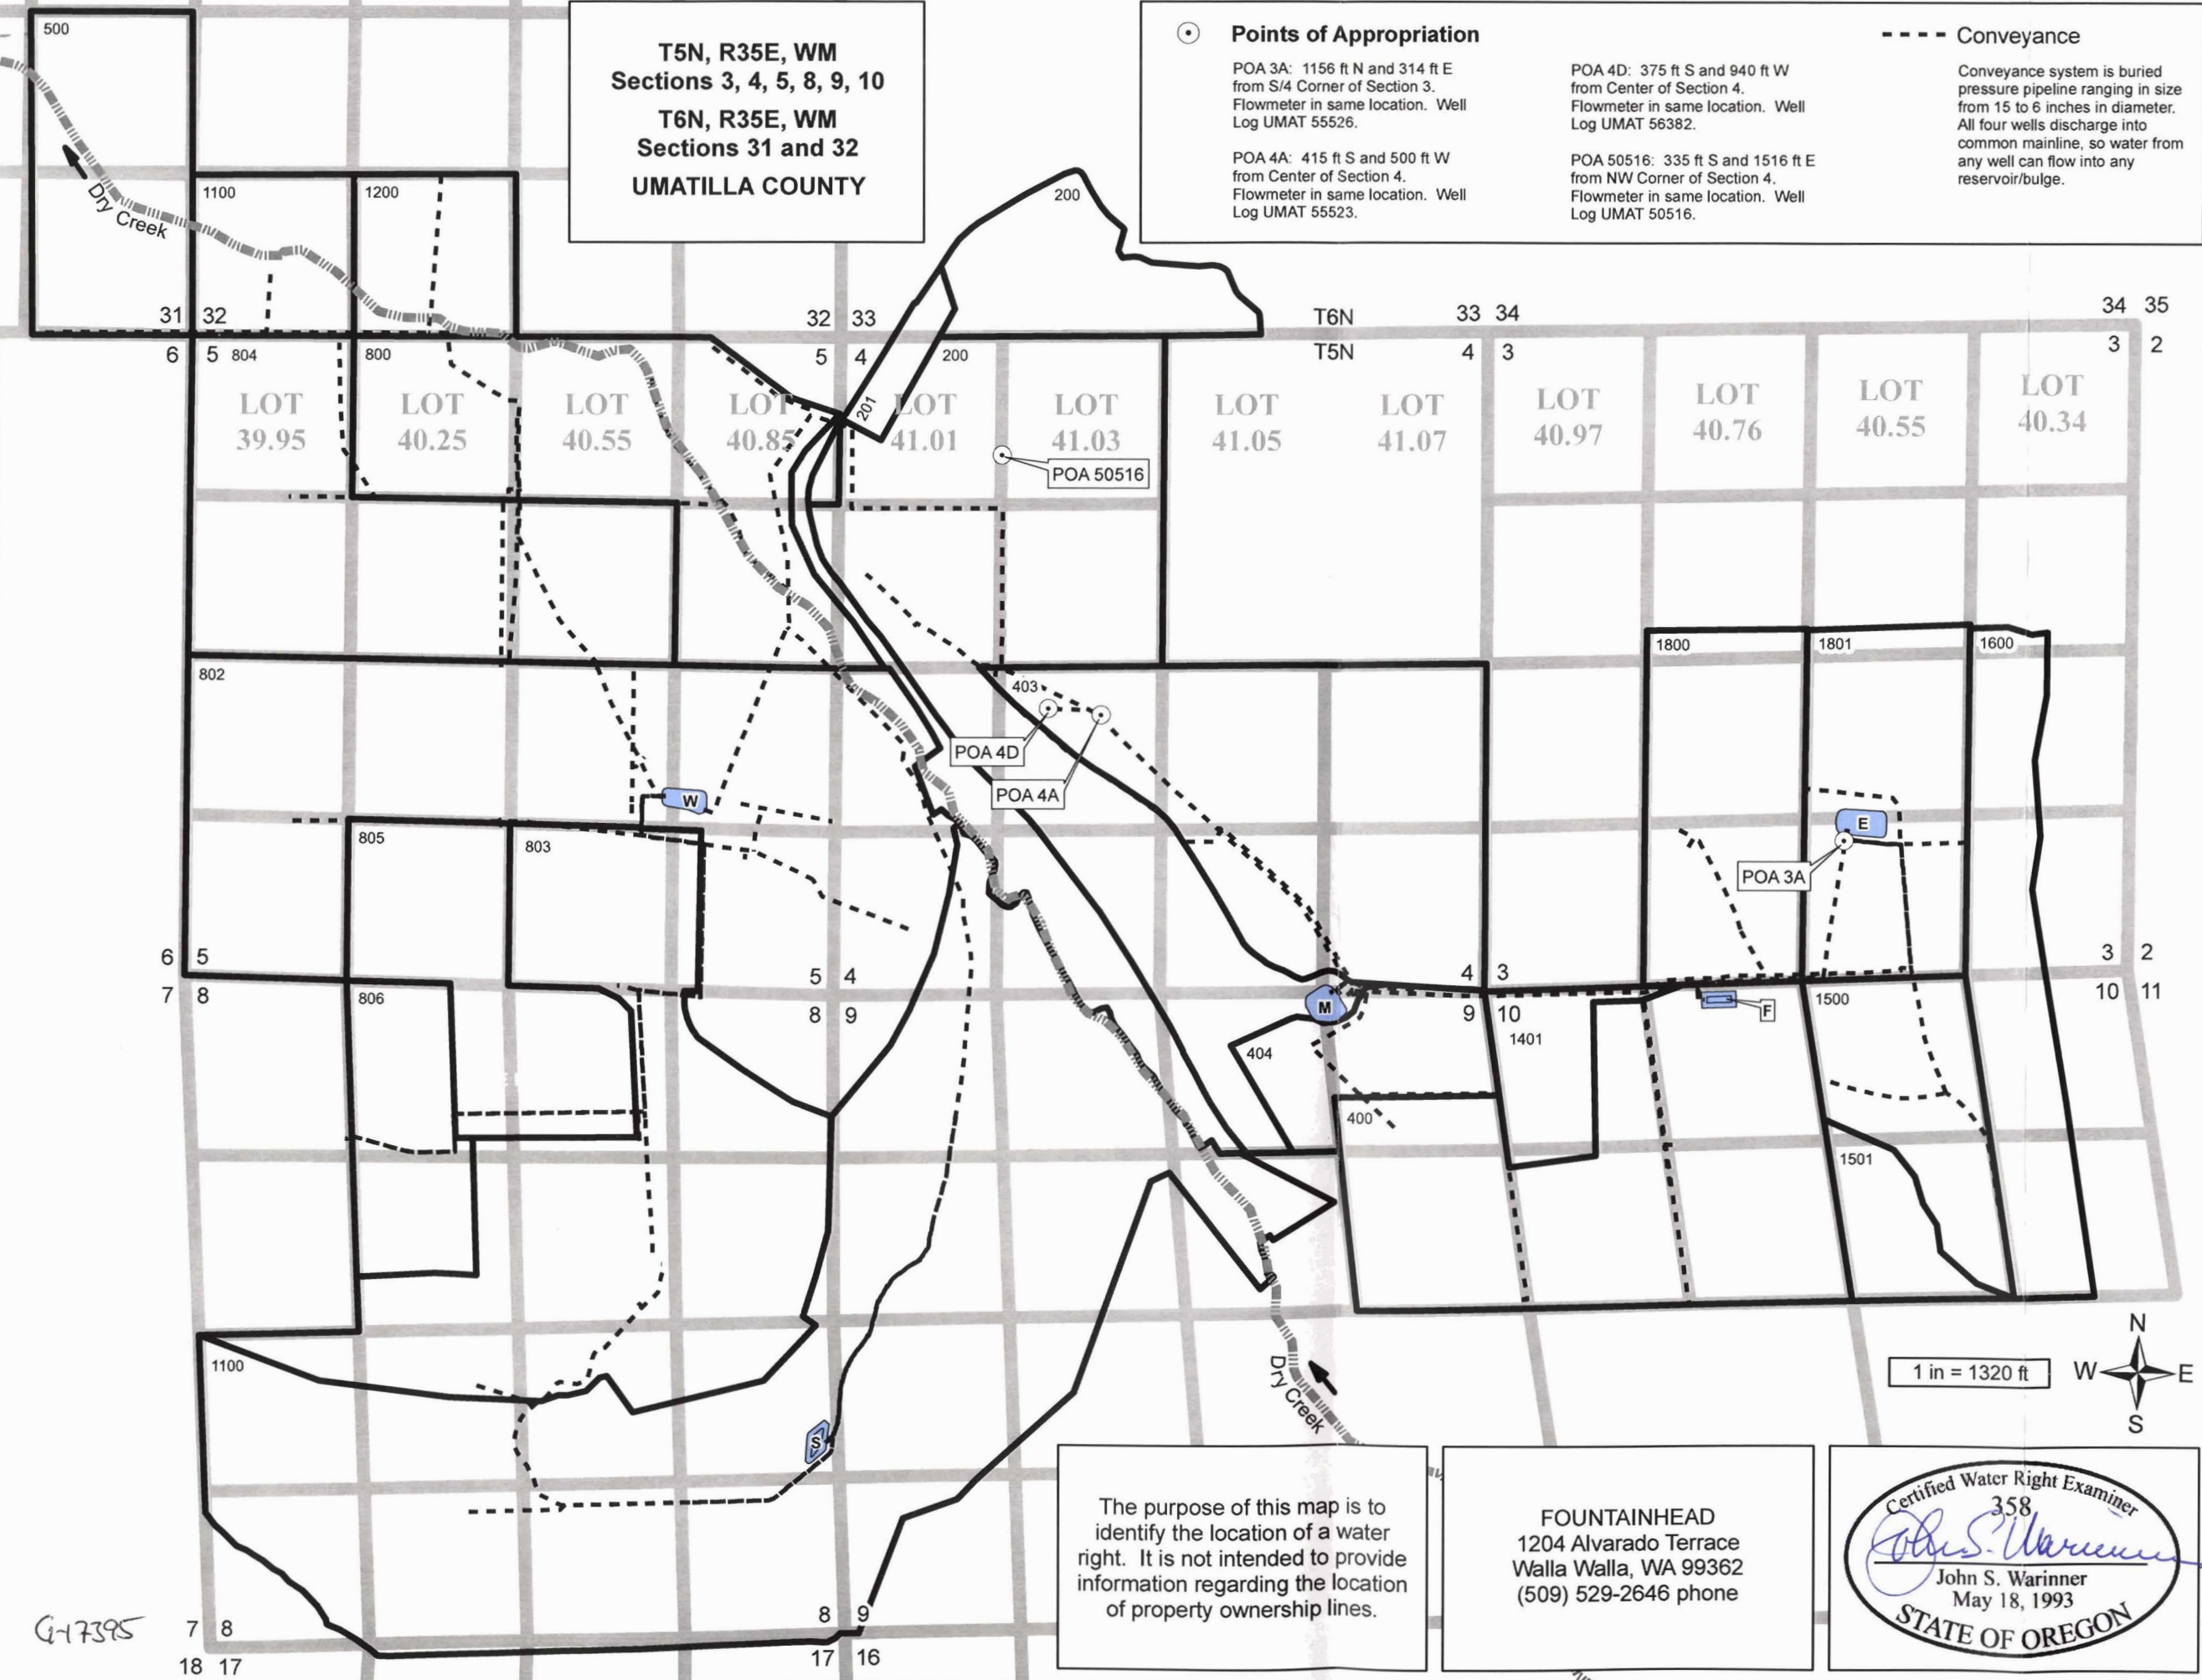 500
T5N, R35E, WM
Sections 3, 4, 5, 8, 9, 10
T6N, R35E, WM
Sections 31 and 32
UMATILLA COUNTY
Points of Appropriation
POA 3A: 1156 ft N and 314 ft E
from S/4 Corner of Section 3.
Flowmeter in same location. Well
Log UMAT 55526.
POA 4A: 415 ft S and 500 ft W
from Center of Section 4.
Flowmeter in same location. Well
Log UMAT 55523.
POA 4D: 375 ft S and 940 ft W
from Center of Section 4.
Flowmeter in same location. Well
Log UMAT 56382.
POA 50516: 335 ft S and 1516 ft E
from NW Corner of Section 4.
Flowmeter in same location. Well
Log UMAT 50516.
Conveyance
Conveyance system is buried
pressure pipeline ranging in size
from 15 to 6 inches in diameter.
All four wells discharge into
common mainline, so water from
any well can flow into any
reservoir/bulge.
Dry Creek
1100
1200
200
31 32
32 33
T6N
33 34
34 35
6 5
804
800
5 4
200
T5N
4 3
3 2
LOT
39.95
LOT
40.25
LOT
40.55
LOT
40.85
201
LOT
41.01
LOT
41.03
LOT
41.05
LOT
41.07
LOT
40.97
LOT
40.76
LOT
40.55
LOT
40.34
POA 50516
802
403
1800
1801
1600
POA 4D
POA 4A
W
E
805
803
POA 3A
6 5
5 4
4 3
3 2
7 8
806
8 9
M
9 10
F
1500
10 11
404
1401
400
1501
1100
Dry Creek
N
W E
S
1 in = 1320 ft
S
The purpose of this map is to
identify the location of a water
right. It is not intended to provide
information regarding the location
of property ownership lines.
FOUNTAINHEAD
1204 Alvarado Terrace
Walla Walla, WA 99362
(509) 529-2646 phone
Certified Water Right Examiner
358
John S. Warinner
John S. Warinner
May 18, 1993
STATE OF OREGON
G-17395
7 8
8 9
18 17
17 16